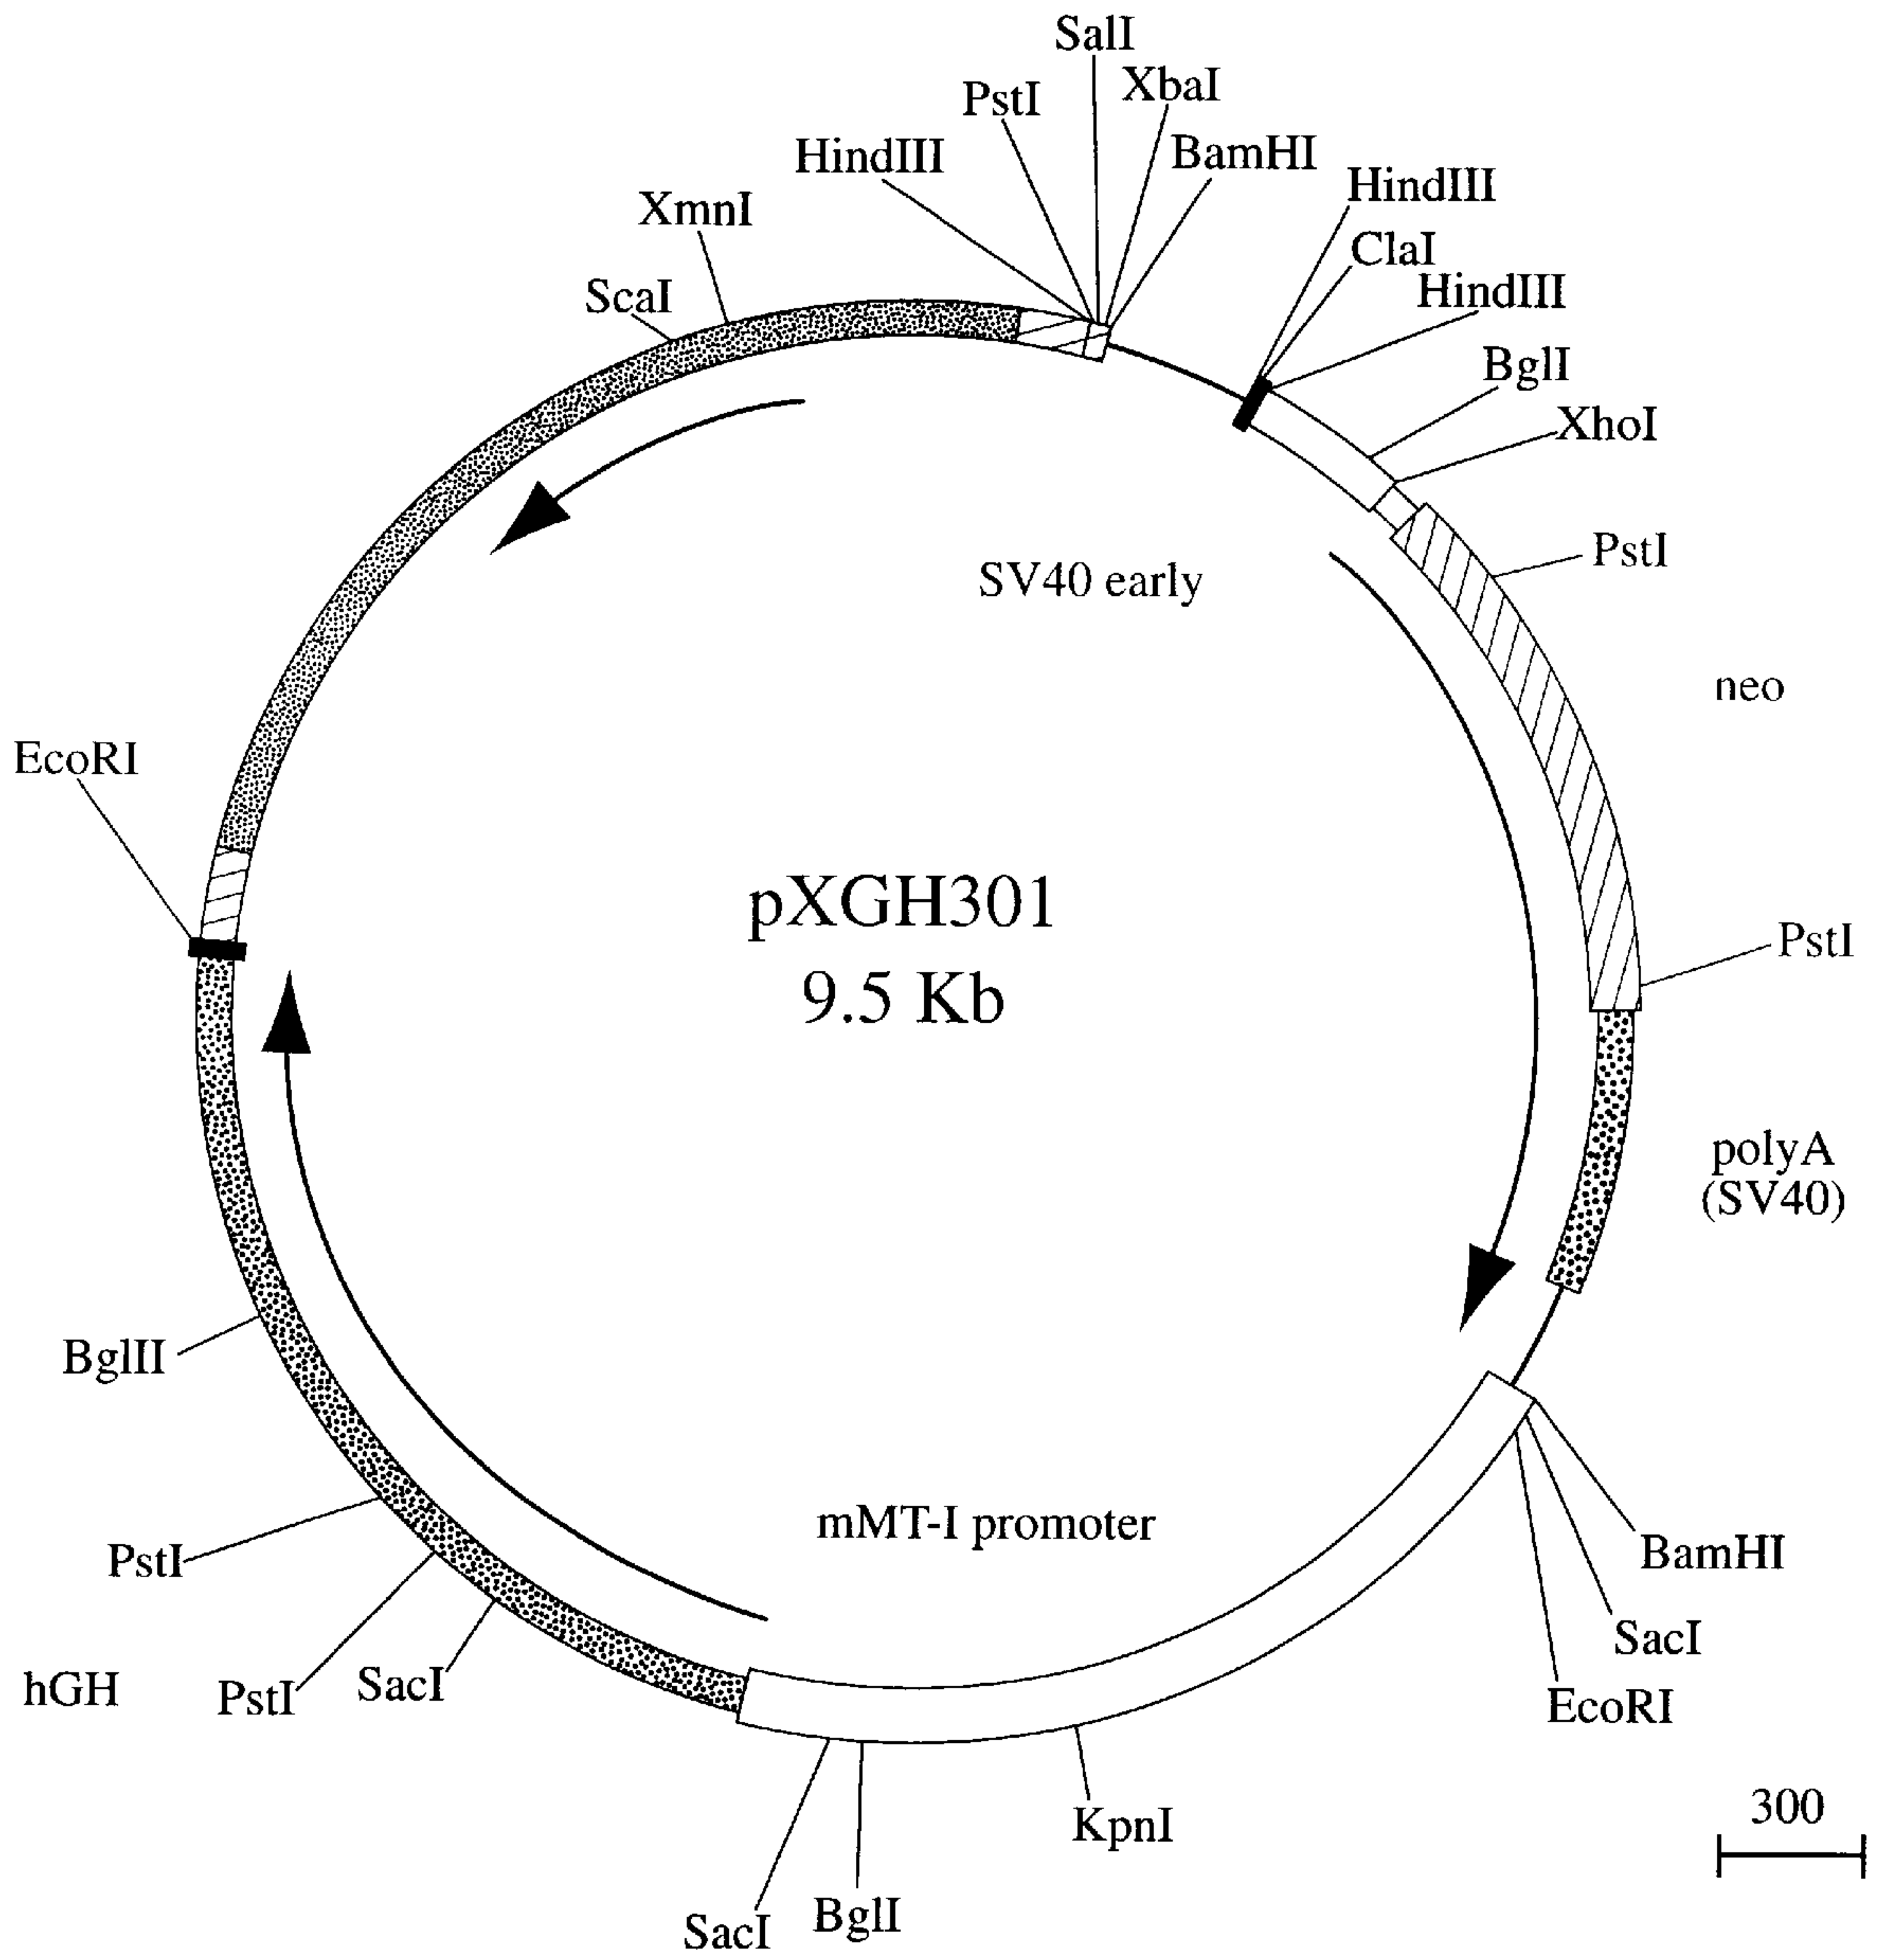 SalI
XbaI
PstI
BamHI
HindIII
HindIII
XmnI
ClaI
HindIII
ScaI
BglI
XhoI
PstI
SV40 early
neo
EcoRI
pXGH301
PstI
9.5 Kb
polyA
(SV40)
BglII
mMT-I promoter
BamHI
PstI
SacI
SacI
hGH
PstI
EcoRI
300
KpnI
BglI
SacI